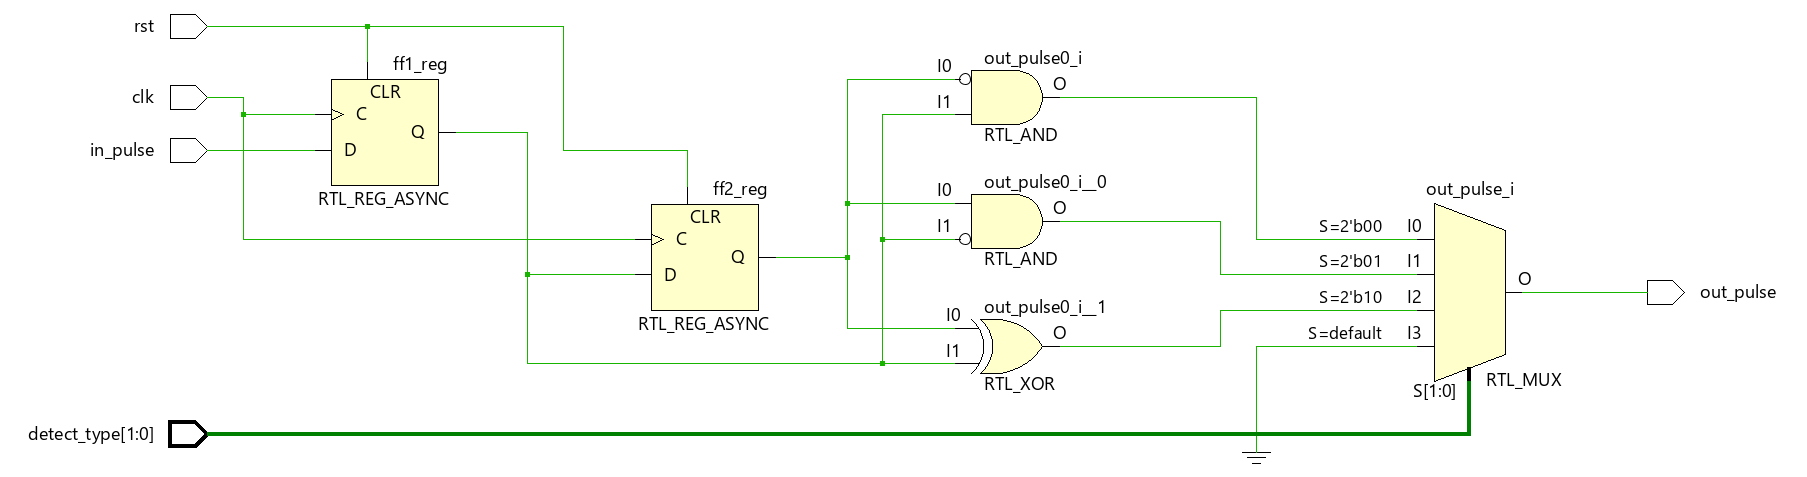 rst
clk
in_pulse
ff1_reg
CLR
C
Q
D
RTL_REG_ASYNC
ff2_reg
CLR
C
Q
D
RTL_REG_ASYNC
out_pulse0_i
I0
O
I1
RTL_AND
out_pulse0_i__0
I0
O
I1
RTL_AND
out_pulse0_i__1
I0
O
I1
RTL_XOR
out_pulse_i
S=2'b00 I0
S=2'b01 I1
S=2'b10 I2
S=default I3
O
S[1:0]
RTL_MUX
out_pulse
detect_type[1:0]